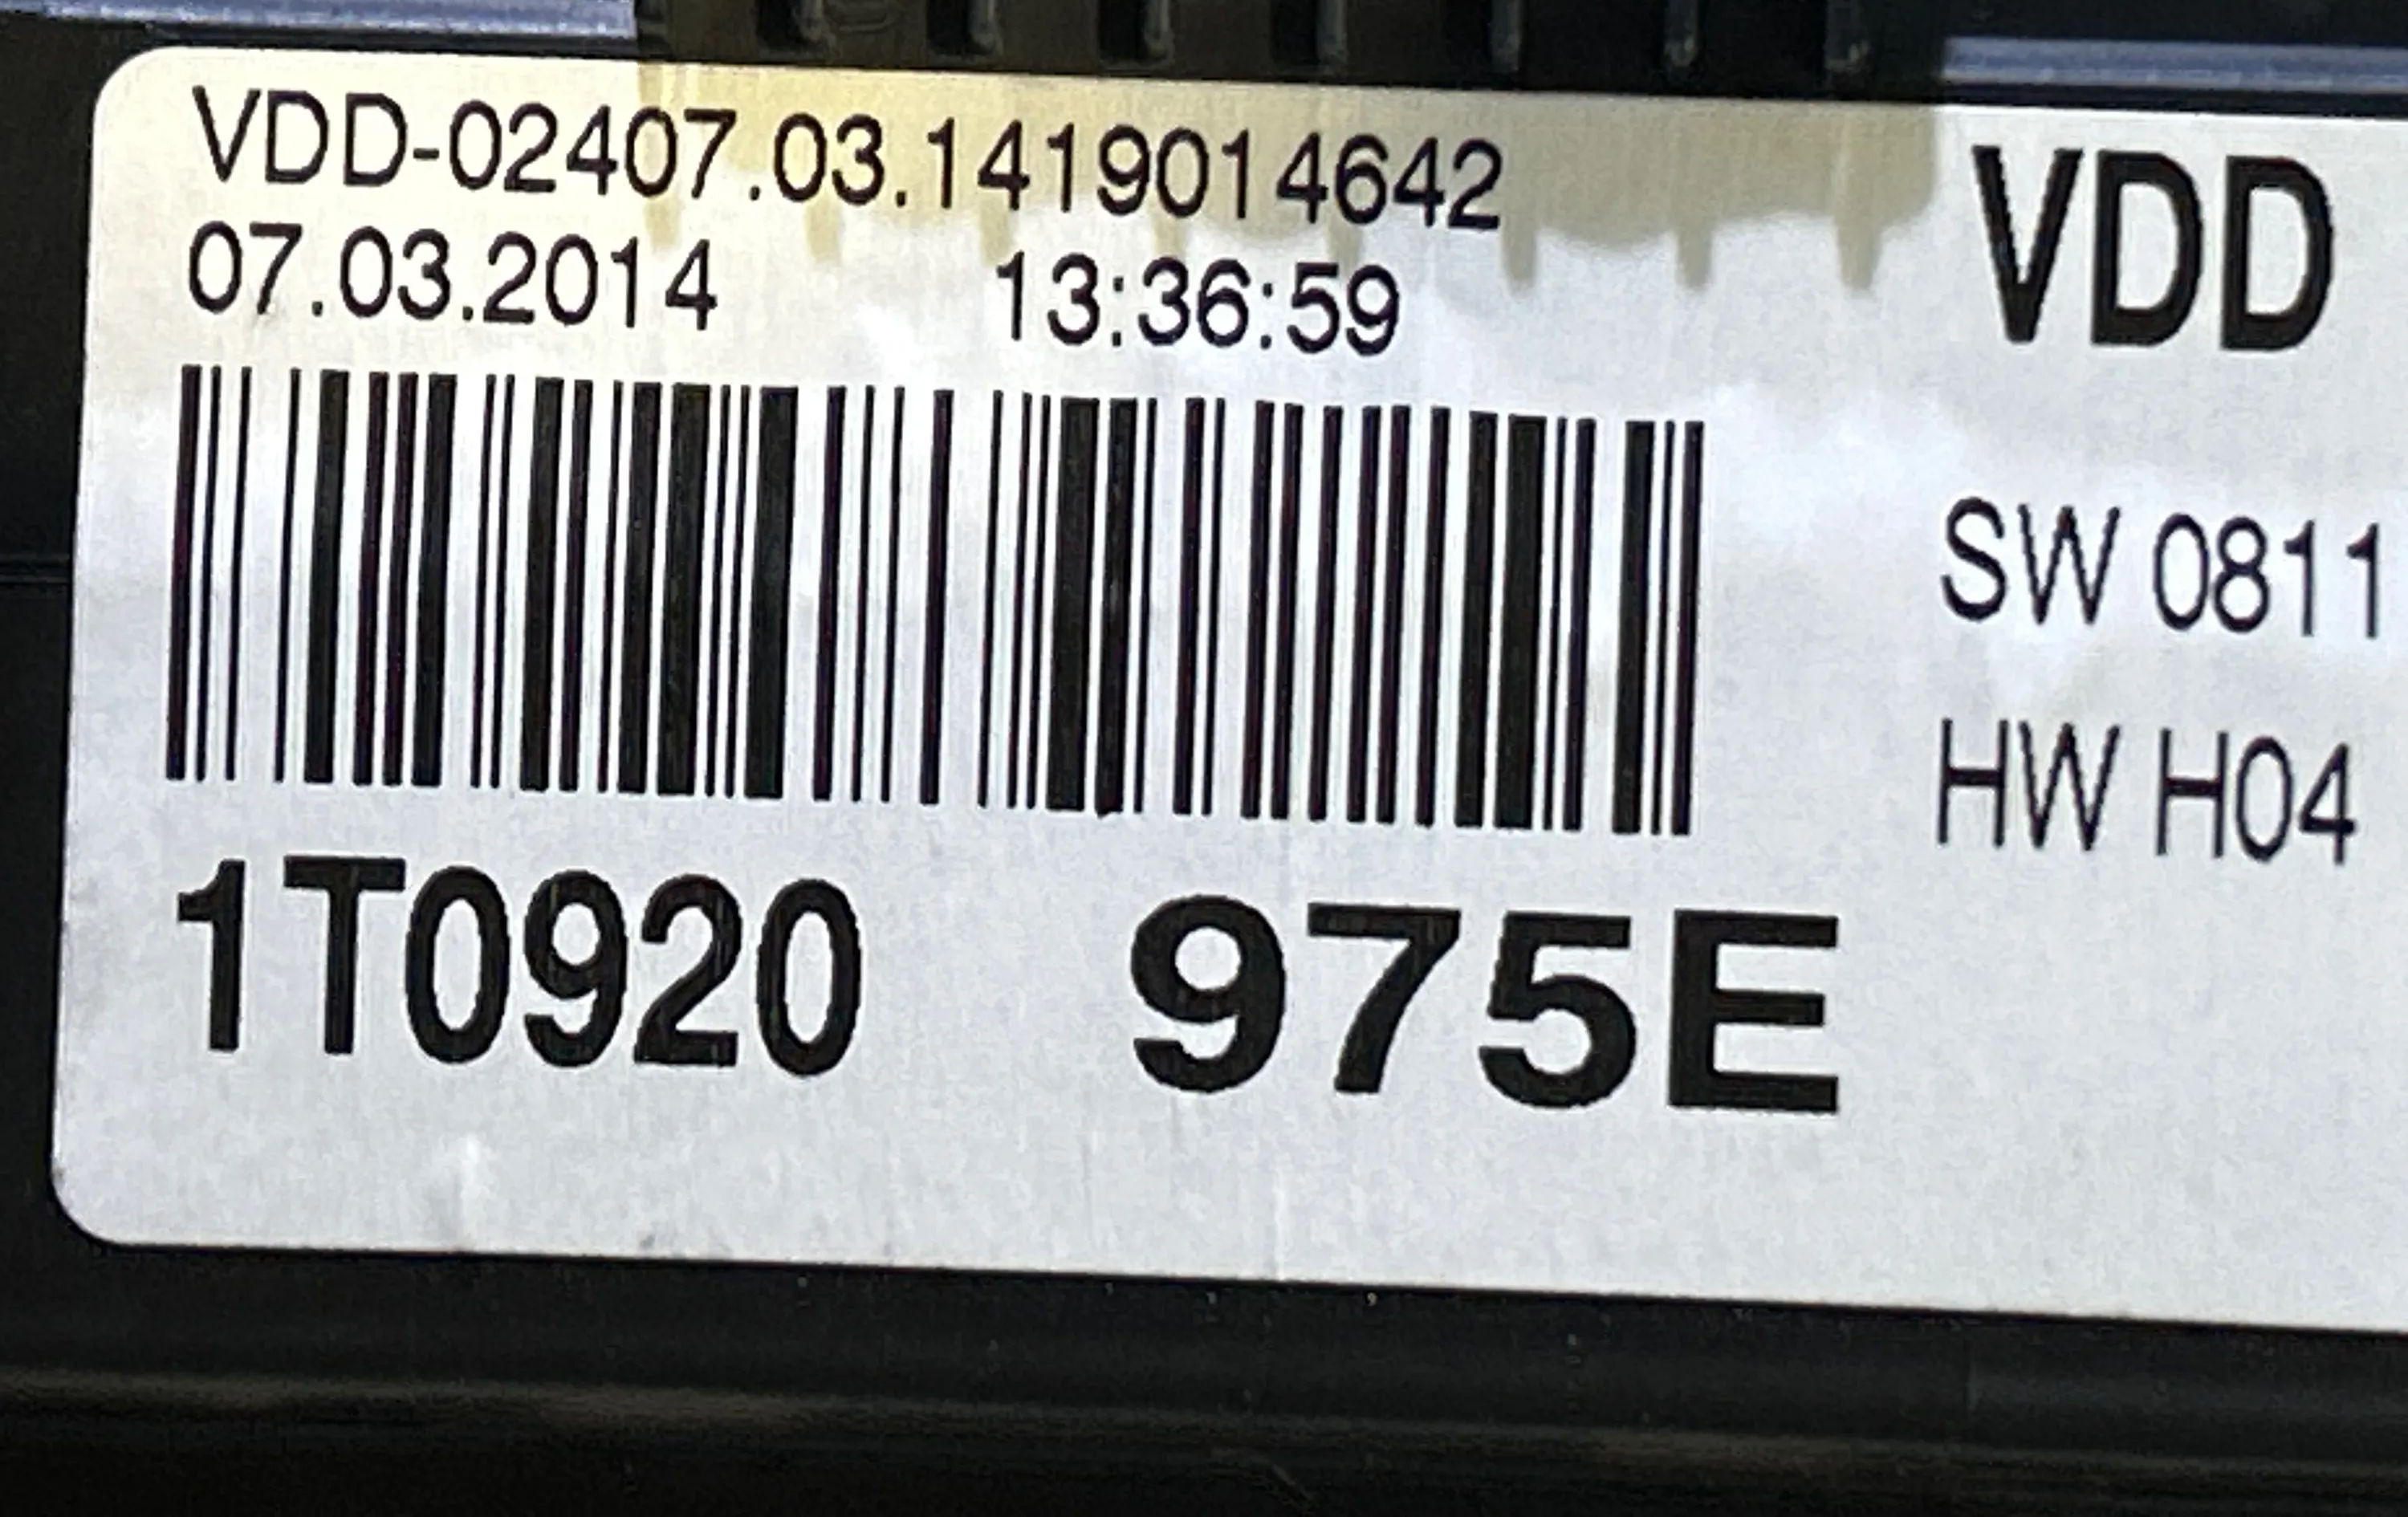 VDD-02407.03.1419014642
07.03.2014 13:36:59
VDD
SW 0811
HW H04
1T0920 975E